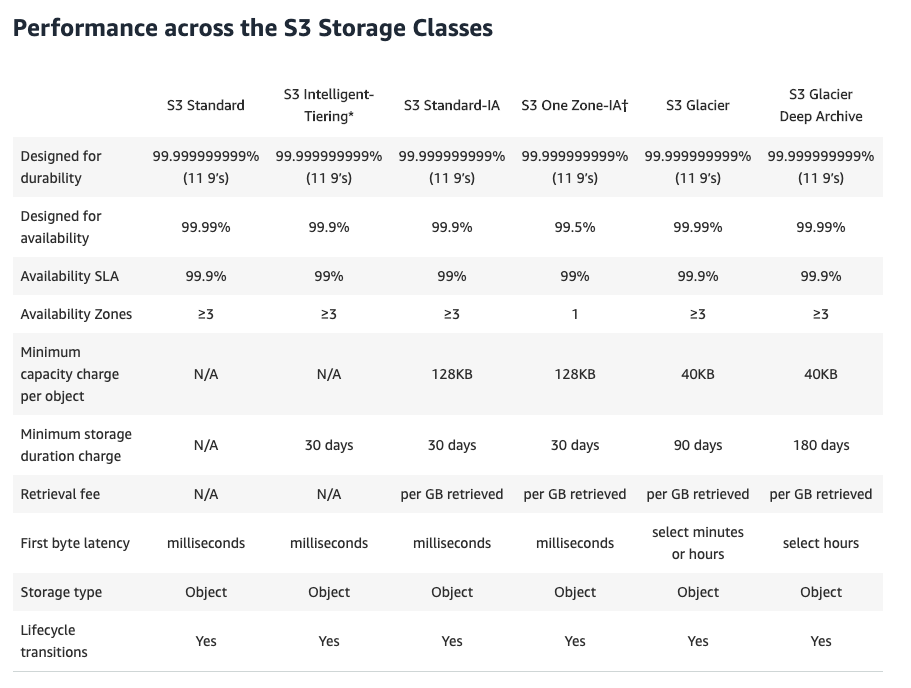 Performance across the S3 Storage Classes
S3 Standard S3 Intelligent-Tiering* S3 Standard-IA S3 One Zone-IA† S3 Glacier S3 Glacier Deep Archive
Designed for durability 99.999999999% (11 9's) 99.999999999% (11 9's) 99.999999999% (11 9's) 99.999999999% (11 9's) 99.999999999% (11 9's) 99.999999999% (11 9's)
Designed for availability 99.99% 99.9% 99.9% 99.5% 99.99% 99.99%
Availability SLA 99.9% 99% 99% 99% 99.9% 99.9%
Availability Zones ≥3 ≥3 ≥3 1 ≥3 ≥3
Minimum capacity charge per object N/A N/A 128KB 128KB 40KB 40KB
Minimum storage duration charge N/A 30 days 30 days 30 days 90 days 180 days
Retrieval fee N/A N/A per GB retrieved per GB retrieved per GB retrieved per GB retrieved
First byte latency milliseconds milliseconds milliseconds milliseconds select minutes or hours select hours
Storage type Object Object Object Object Object Object
Lifecycle transitions Yes Yes Yes Yes Yes Yes